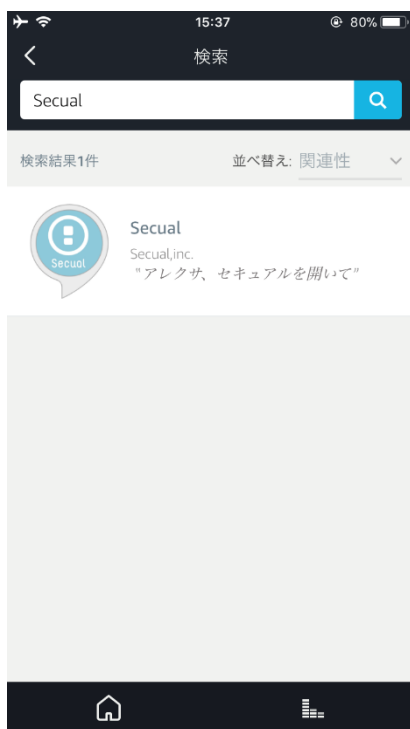 15:37
80%
検索
Secual
検索結果1件
並べ替え: 関連性
Secual
Secual
Secual,inc.
"アレクサ、セキュアルを開いて"